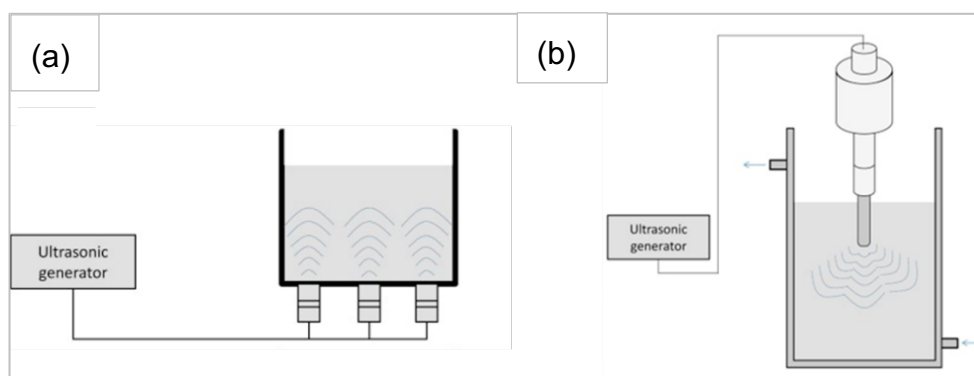 (a)
(b)
Ultrasonic
generator
Ultrasonic
generator